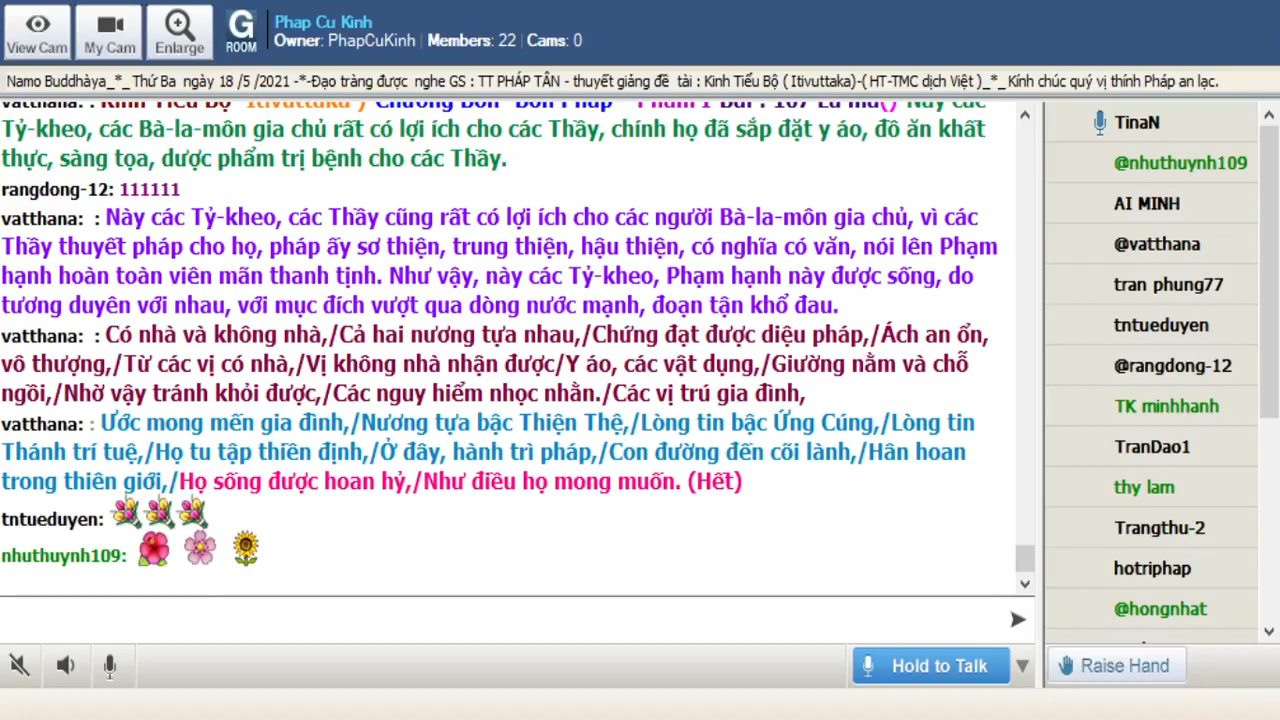 View Cam
My Cam
Enlarge
G
ROOM
Phap Cu Kinh
Owner: PhapCuKinh | Members: 22 | Cams: 0
Namo Buddhàya_*_ Thứ Ba ngày 18 /5 /2021 -*-Đạo tràng được nghe GS : TT PHÁP TÂN - thuyết giảng đề tài : Kinh Tiểu Bộ ( Itivuttaka)-( HT-TMC dịch Việt )_*_Kính chúc quý vị thính Pháp an lạc.
Tỷ-kheo, các Bà-la-môn gia chủ rất có lợi ích cho các Thầy, chính họ đã sắp đặt y áo, đồ ăn khất
thực, sàng tọa, dược phẩm trị bệnh cho các Thầy.
rangdong-12: 111111
vatthana: : Này các Tỷ-kheo, các Thầy cũng rất có lợi ích cho các người Bà-la-môn gia chủ, vì các
Thầy thuyết pháp cho họ, pháp ấy sơ thiện, trung thiện, hậu thiện, có nghĩa có văn, nói lên Phạm
hạnh hoàn toàn viên mãn thanh tịnh. Như vậy, này các Tỷ-kheo, Phạm hạnh này được sống, do
tương duyên với nhau, với mục đích vượt qua dòng nước mạnh, đoạn tận khổ đau.
vatthana: : Có nhà và không nhà,/Cả hai nương tựa nhau,/Chứng đạt được diệu pháp,/Ách an ổn,
vô thượng,/Từ các vị có nhà,/Vị không nhà nhận được/Y áo, các vật dụng,/Giường nằm và chỗ
ngồi,/Nhờ vậy tránh khỏi được,/Các nguy hiểm nhọc nhằn./Các vị trú gia đình,
vatthana: : Ước mong mến gia đình,/Nương tựa bậc Thiện Thệ,/Lòng tin bậc Ứng Cúng,/Lòng tin
Thánh trí tuệ,/Họ tu tập thiền định,/Ở đây, hành trì pháp,/Con đường đến cõi lành,/Hân hoan
trong thiên giới,/Họ sống được hoan hỷ,/Như điều họ mong muốn. (Hết)
tntueduyen:
nhuthuynh109:
TinaN
@nhuthuynh109
AI MINH
@vatthana
tran phung77
tntueduyen
@rangdong-12
TK minhhanh
TranDao1
thy lam
Trangthu-2
hotriphap
@hongnhat
Hold to Talk
Raise Hand